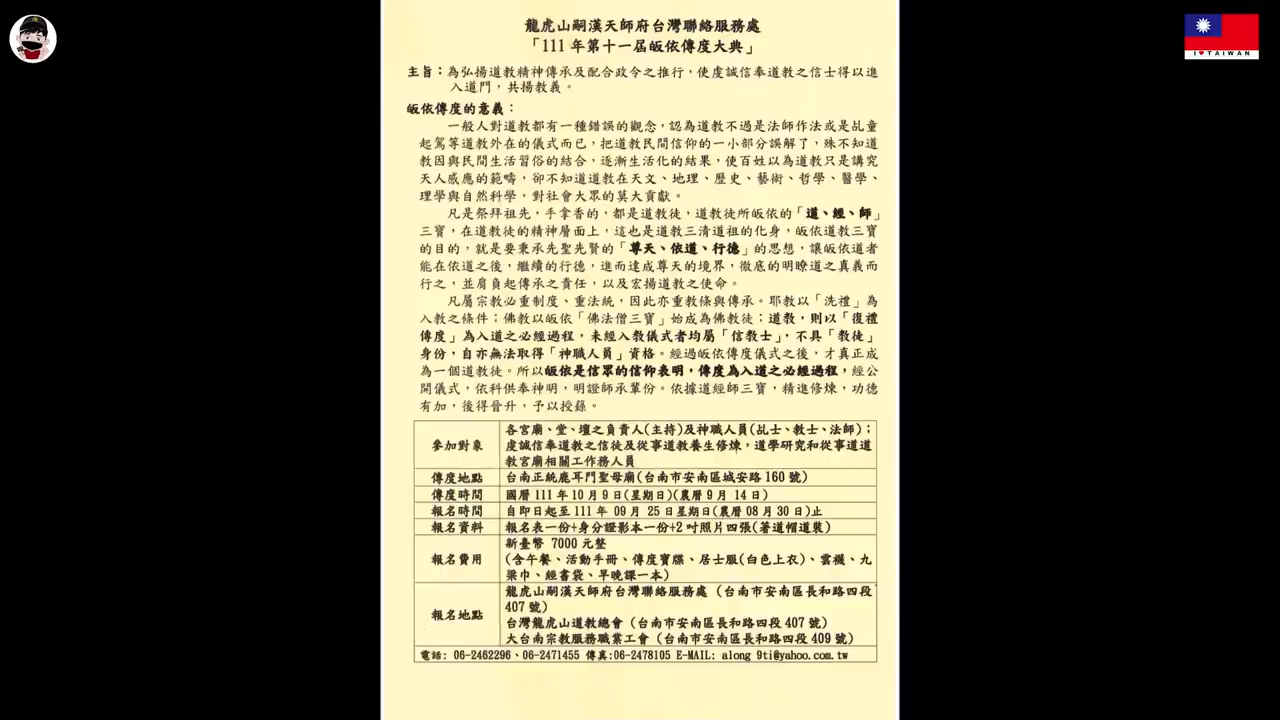 龍虎山嗣漢天師府台灣聯絡服務處
「111 年第十一屆皈依傳度大典」
主旨：為弘揚道教精神傳承及配合政令之推行，使虔誠信奉道教之信士得以進
入道門，共揚教義。
皈依傳度的意義：
一般人對道教都有一種錯誤的觀念，認為道教不過是法師作法或是乩童
起駕等道教外在的儀式而已，把道教民間信仰的一小部分誤解了，殊不知道
教因與民間生活習俗的結合，逐漸生活化的結果，使百姓以為道教只是講究
天人感應的範疇，卻不知道道教在天文、地理、歷史、藝術、哲學、醫學、
理學與自然科學，對社會大眾的莫大貢獻。
凡是祭拜祖先，手拿香的，都是道教徒，道教徒所皈依的「道、經、師」
三寶，在道教徒的精神層面上，這也是道教三清道祖的化身，皈依道教三寶
的目的，就是要秉承先聖先賢的「尊天、依道、行德」的思想，讓皈依道者
能在依道之後，繼續的行德，進而達成尊天的境界，徹底的明瞭道之真義而
行之，並肩負起傳承之責任，以及宏揚道教之使命。
凡屬宗教必重制度、重法統，因此亦重教條與傳承。耶教以「洗禮」為
入教之條件；佛教以皈依「佛法僧三寶」始成為佛教徒；道教，則以「復禮
傳度」為入道之必經過程，未經入教儀式者均屬「信教士」，不具「教徒」
身份，自亦無法取得「神職人員」資格。經過皈依傳度儀式之後，才真正成
為一個道教徒。所以皈依是信眾的信仰表明，傳度為入道之必經過程，經公
開儀式，依科供奉神明，明證師承輩份。依據道經師三寶，精進修煉，功德
有加，後得晉升，予以授籙。
參加對象
各宮廟、堂、壇之負責人(主持)及神職人員(乩士、教士、法師)；
虔誠信奉道教之信徒及從事道教養生修煉，道學研究和從事道道
教宮廟相關工作務人員
傳度地點 台南正統鹿耳門聖母廟(台南市安南區城安路 160 號)
傳度時間 國曆 111 年 10 月 9 日(星期日)(農曆 9 月 14 日)
報名時間 自即日起至 111 年 09 月 25 日星期日(農曆 08 月 30 日)止
報名資料 報名表一份+身分證影本一份+2 吋照片四張(著道帽道裝)
報名費用
新臺幣 7000 元整
(含午餐、活動手冊、傳度寶牒、居士服(白色上衣)、雲襪、九
梁巾、經書袋、早晚課一本)
報名地點
龍虎山嗣漢天師府台灣聯絡服務處 (台南市安南區長和路四段
407 號)
台灣龍虎山道教總會 (台南市安南區長和路四段 407 號)
大台南宗教服務職業工會 (台南市安南區長和路四段 409 號)
電話: 06-2462296、06-2471455 傳真:06-2478105 E-MAIL: along 9ti@yahoo.com.tw
I ♥ TAIWAN